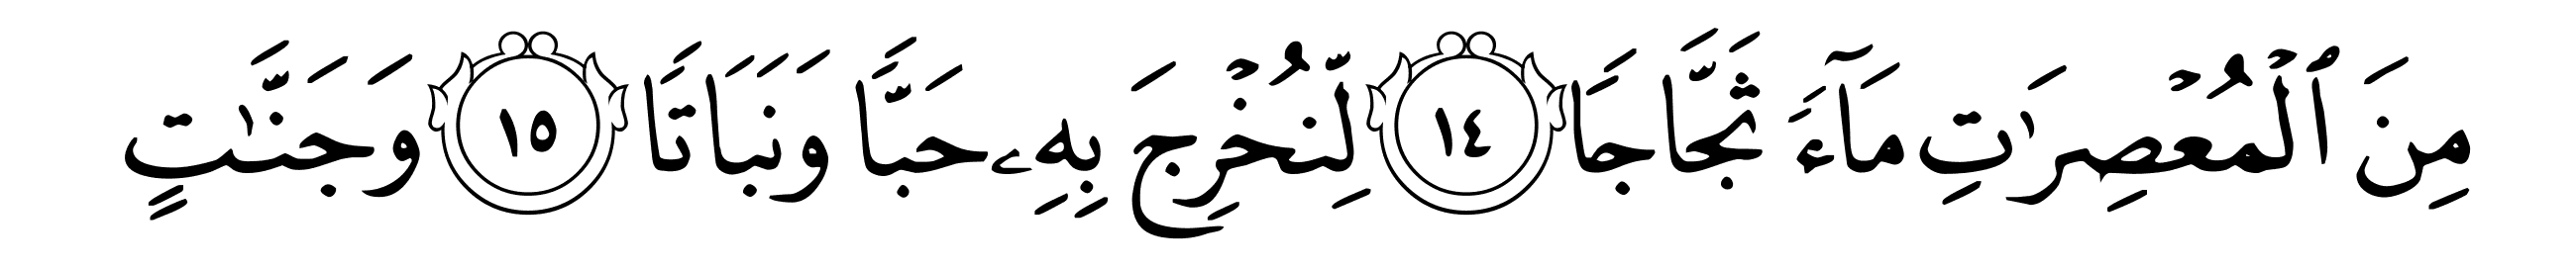 مِنَ ٱلْمُعْصِرَٰتِ مَآءً ثَجَّاجًا ١٤ لِّنُخْرِجَ بِهِۦ حَبًّا وَنَبَاتًا ١٥ وَجَنَّـٰتٍ